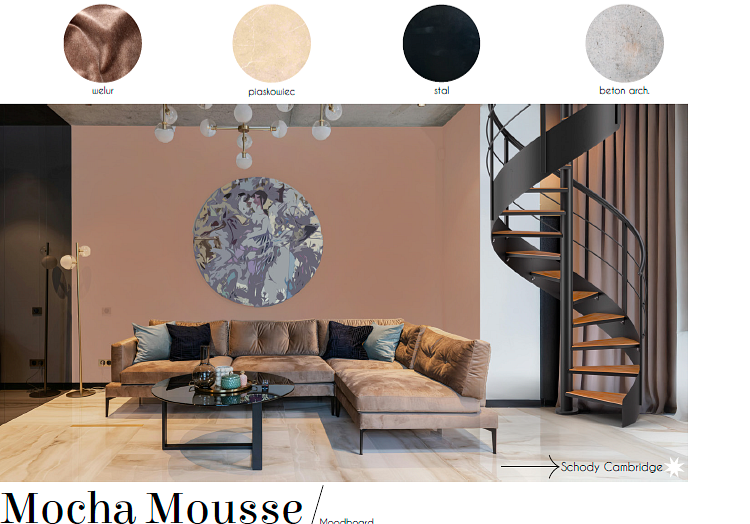 welur
piaskowiec
stal
beton arch.
Schody Cambridge
Mocha Mousse /
Moodboard